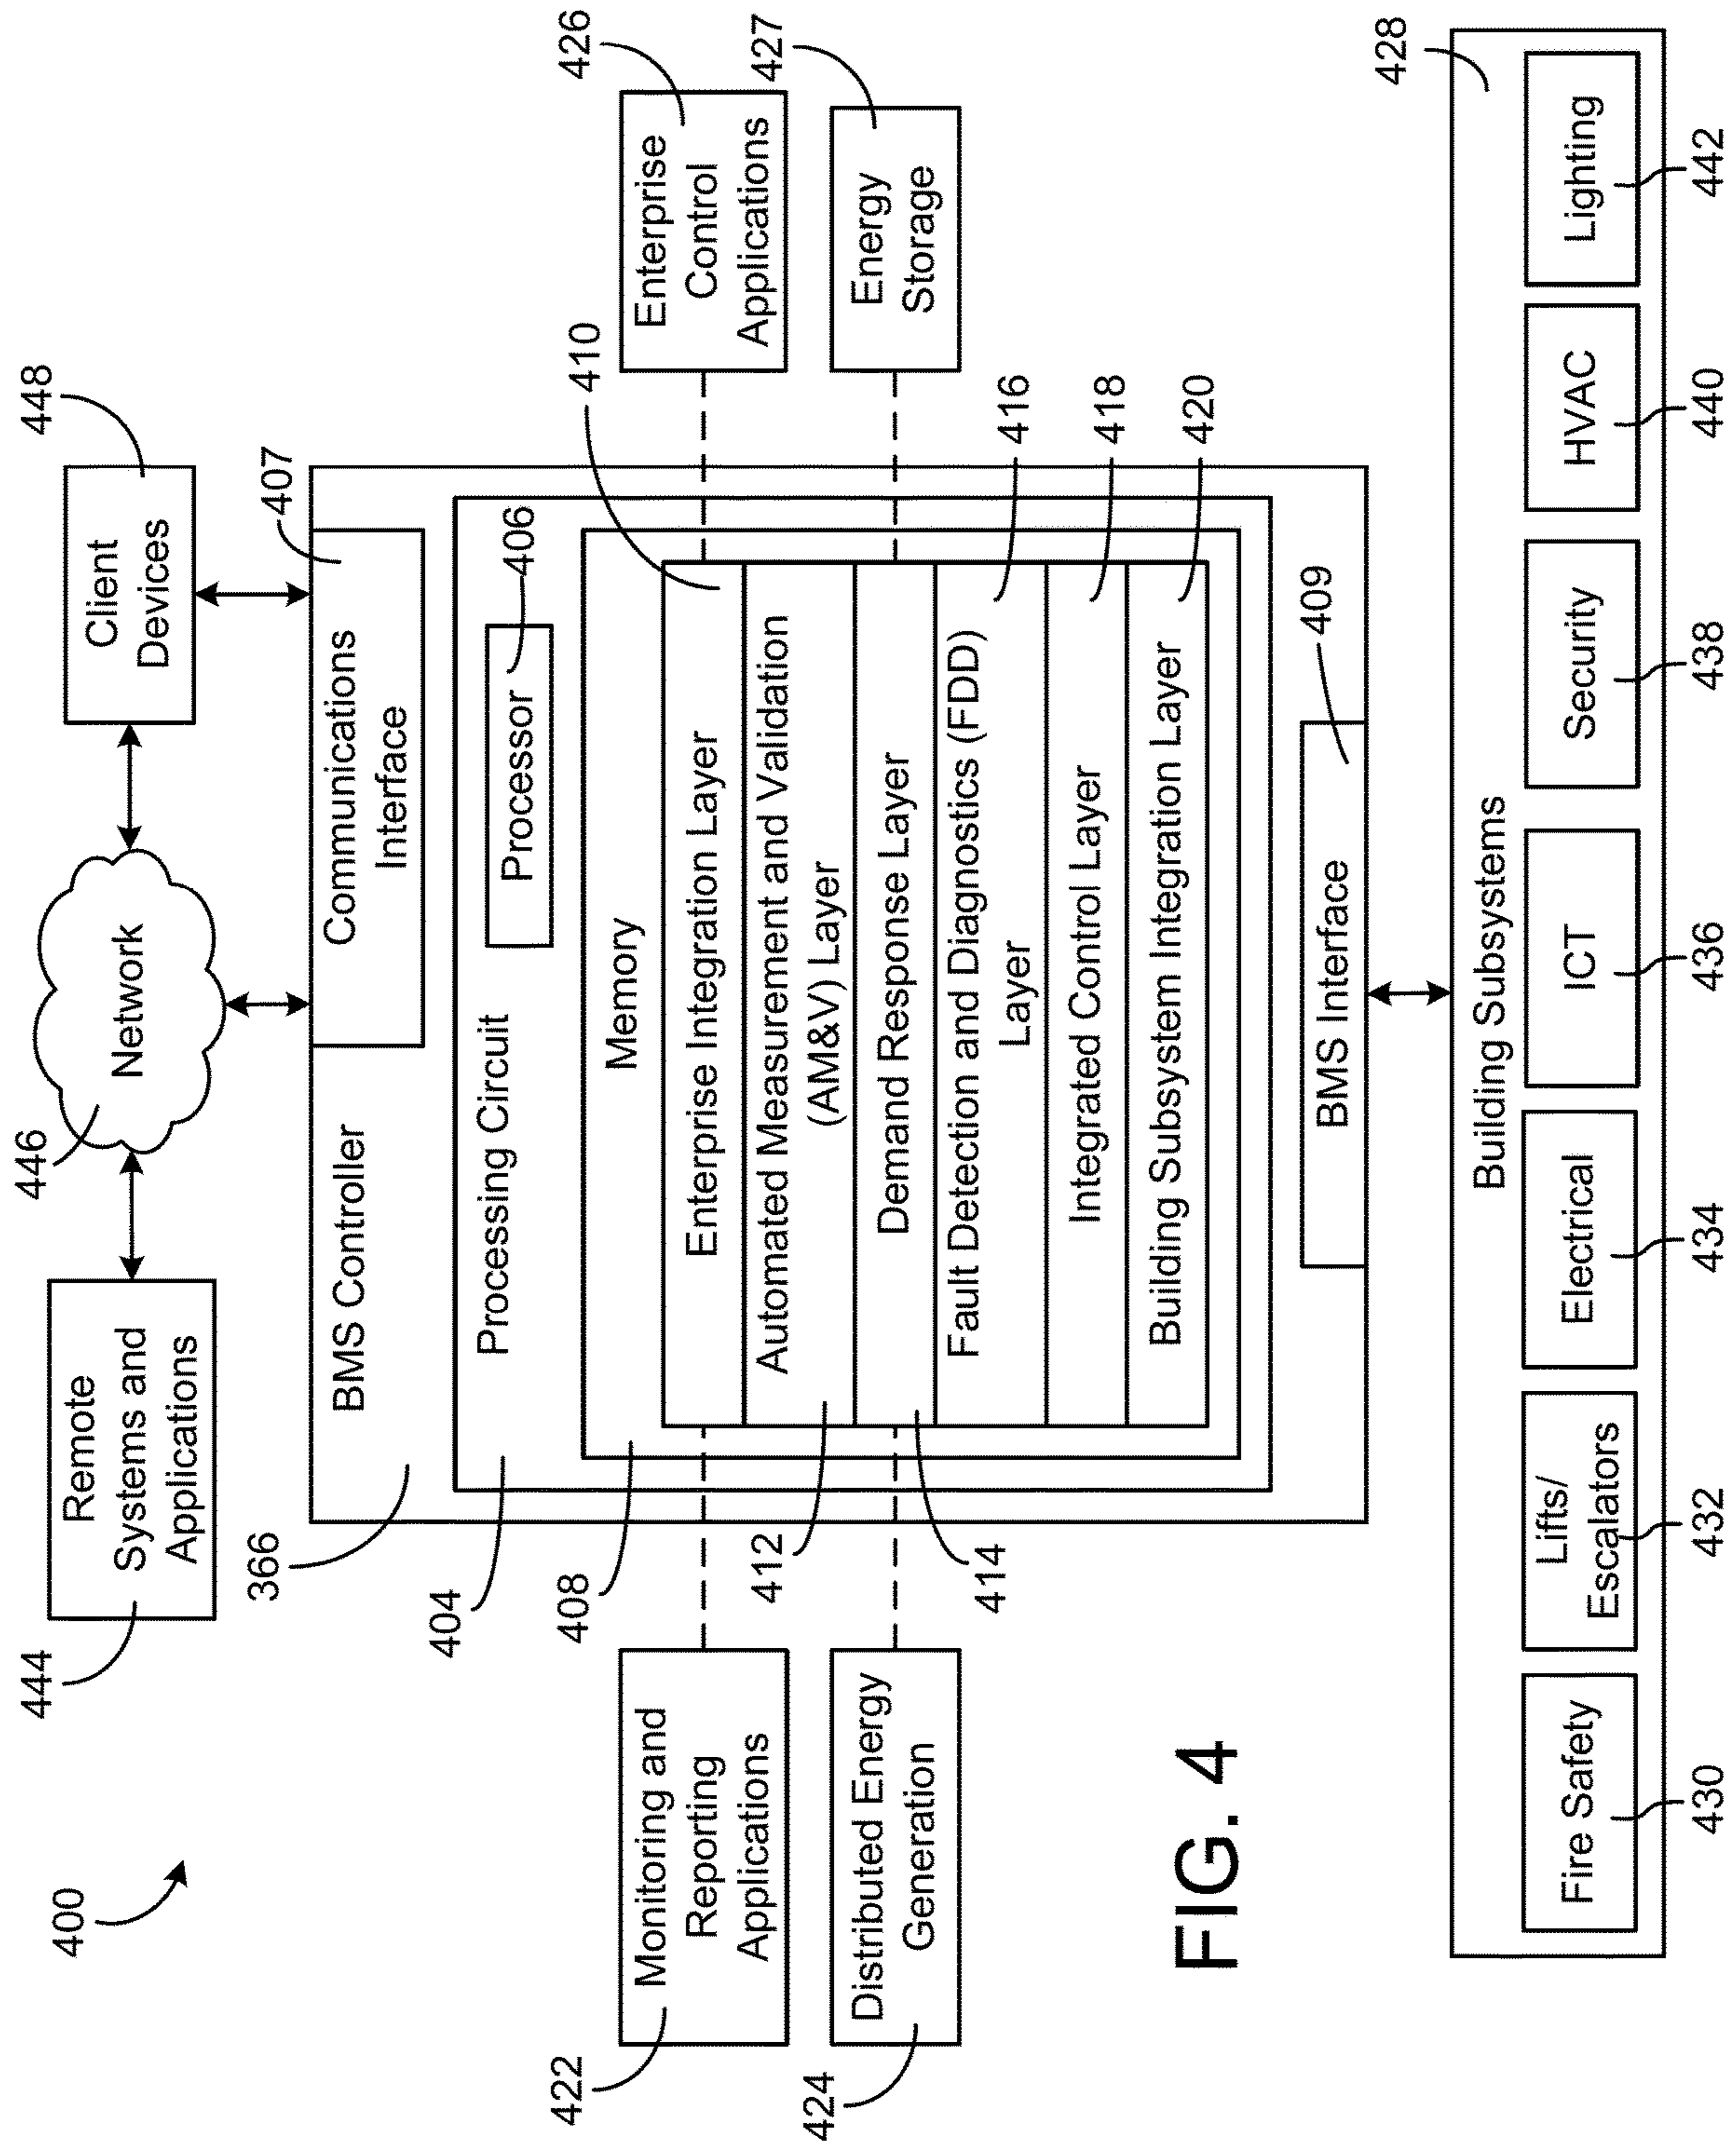 400
444
Remote
Systems and
Applications
446
Network
448
Client
Devices
366
BMS Controller
407
Communications
Interface
404
Processing Circuit
Processor
406
408
Memory
410
Enterprise Integration Layer
Automated Measurement and Validation
(AM&V) Layer
412
Demand Response Layer
414
Fault Detection and Diagnostics (FDD)
Layer
416
Integrated Control Layer
418
Building Subsystem Integration Layer
420
422
Monitoring and
Reporting
Applications
424
Distributed Energy
Generation
426
Enterprise
Control
Applications
427
Energy
Storage
BMS Interface
409
FIG. 4
Building Subsystems
428
Fire Safety
Lifts/
Escalators
Electrical
ICT
Security
HVAC
Lighting
430
432
434
436
438
440
442